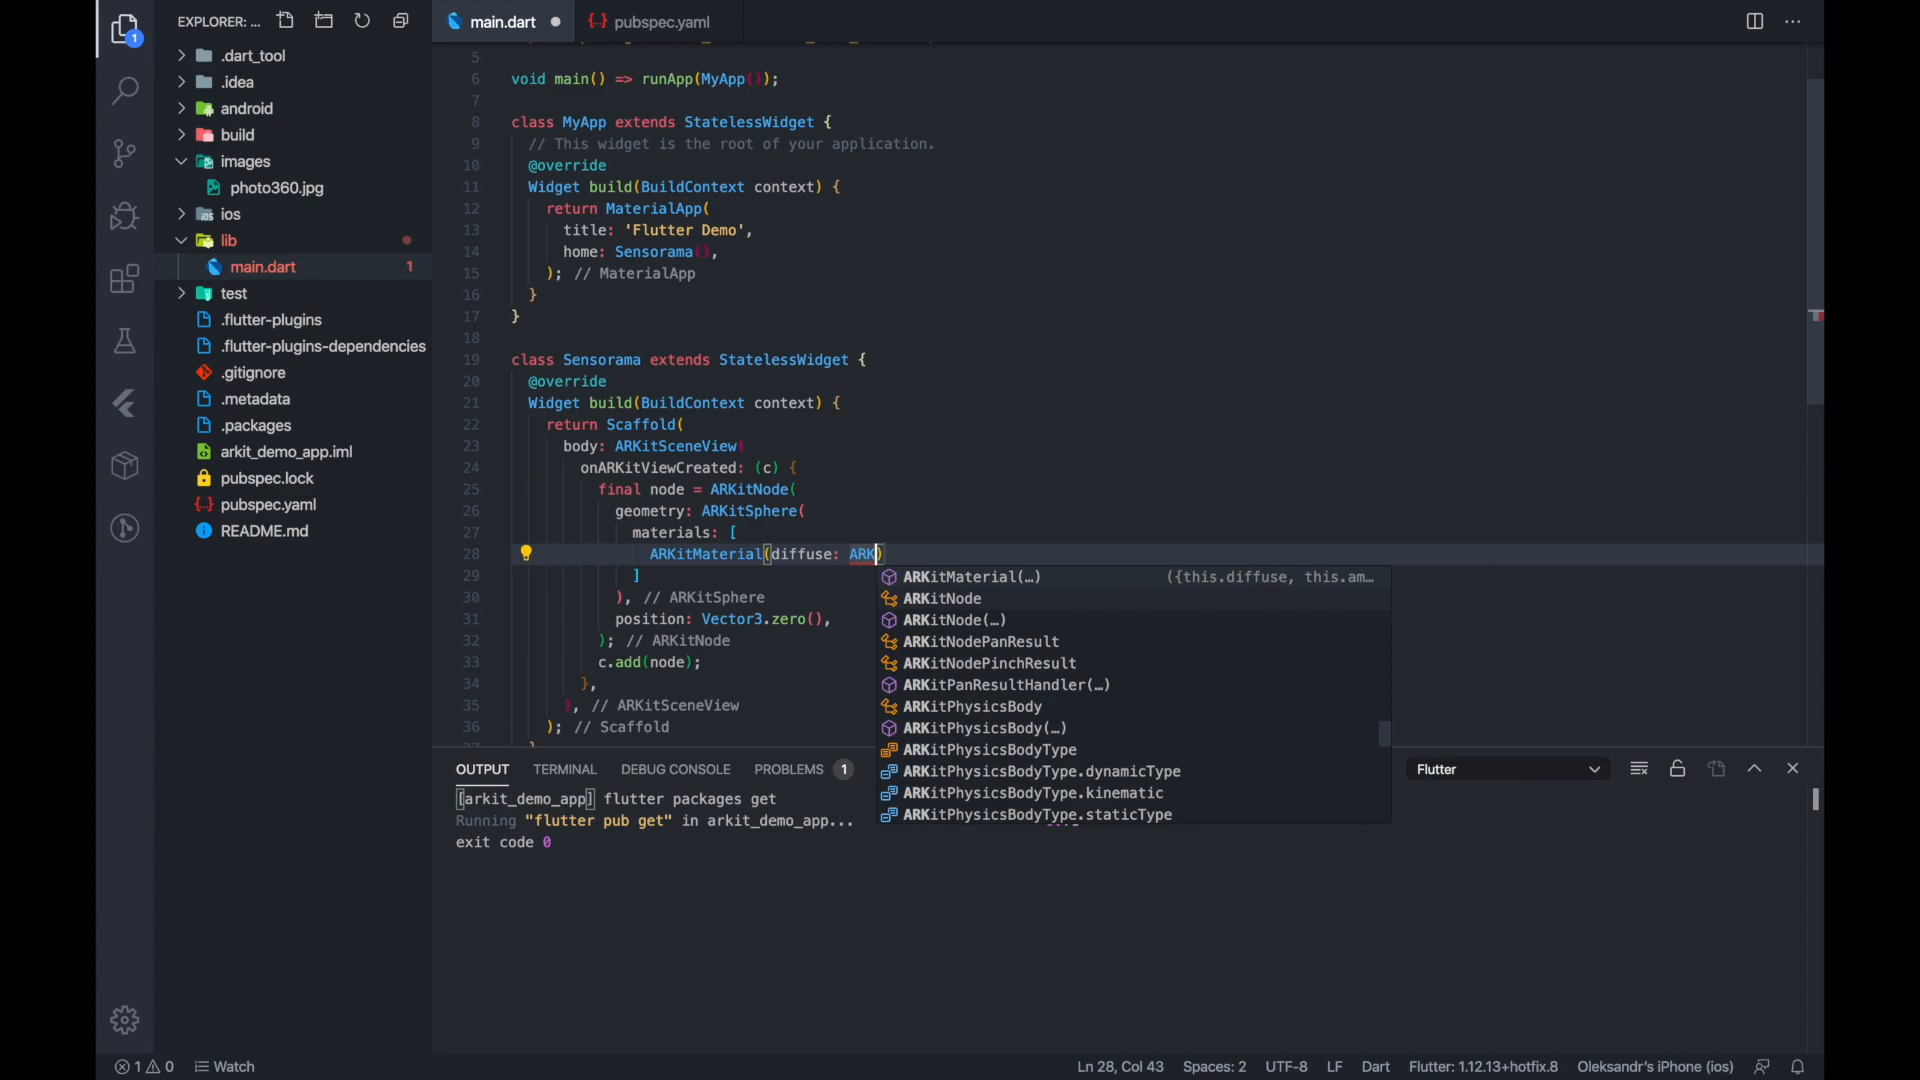 EXPLORER: ...
1
.dart_tool
.idea
android
build
images
photo360.jpg
ios
lib
main.dart 1
test
.flutter-plugins
.flutter-plugins-dependencies
.gitignore
.metadata
.packages
arkit_demo_app.iml
pubspec.lock
pubspec.yaml
README.md
main.dart
pubspec.yaml
5
6 void main() => runApp(MyApp());
7
8 class MyApp extends StatelessWidget {
9 // This widget is the root of your application.
10 @override
11 Widget build(BuildContext context) {
12 return MaterialApp(
13 title: 'Flutter Demo',
14 home: Sensorama(),
15 ); // MaterialApp
16 }
17 }
18
19 class Sensorama extends StatelessWidget {
20 @override
21 Widget build(BuildContext context) {
22 return Scaffold(
23 body: ARKitSceneView(
24 onARKitViewCreated: (c) {
25 final node = ARKitNode(
26 geometry: ARKitSphere(
27 materials: [
28 ARKitMaterial(diffuse: ARK)
29 ]
30 ), // ARKitSphere
31 position: Vector3.zero(),
32 ); // ARKitNode
33 c.add(node);
34 },
35 ), // ARKitSceneView
36 ); // Scaffold
37 }
ARKitMaterial(…) ({this.diffuse, this.am…
ARKitNode
ARKitNode(…)
ARKitNodePanResult
ARKitNodePinchResult
ARKitPanResultHandler(…)
ARKitPhysicsBody
ARKitPhysicsBody(…)
ARKitPhysicsBodyType
ARKitPhysicsBodyType.dynamicType
ARKitPhysicsBodyType.kinematic
ARKitPhysicsBodyType.staticType
OUTPUT TERMINAL DEBUG CONSOLE PROBLEMS 1
Flutter
[arkit_demo_app] flutter packages get
Running "flutter pub get" in arkit_demo_app...
exit code 0
1 0 Watch
Ln 28, Col 43 Spaces: 2 UTF-8 LF Dart Flutter: 1.12.13+hotfix.8 Oleksandr's iPhone (ios)